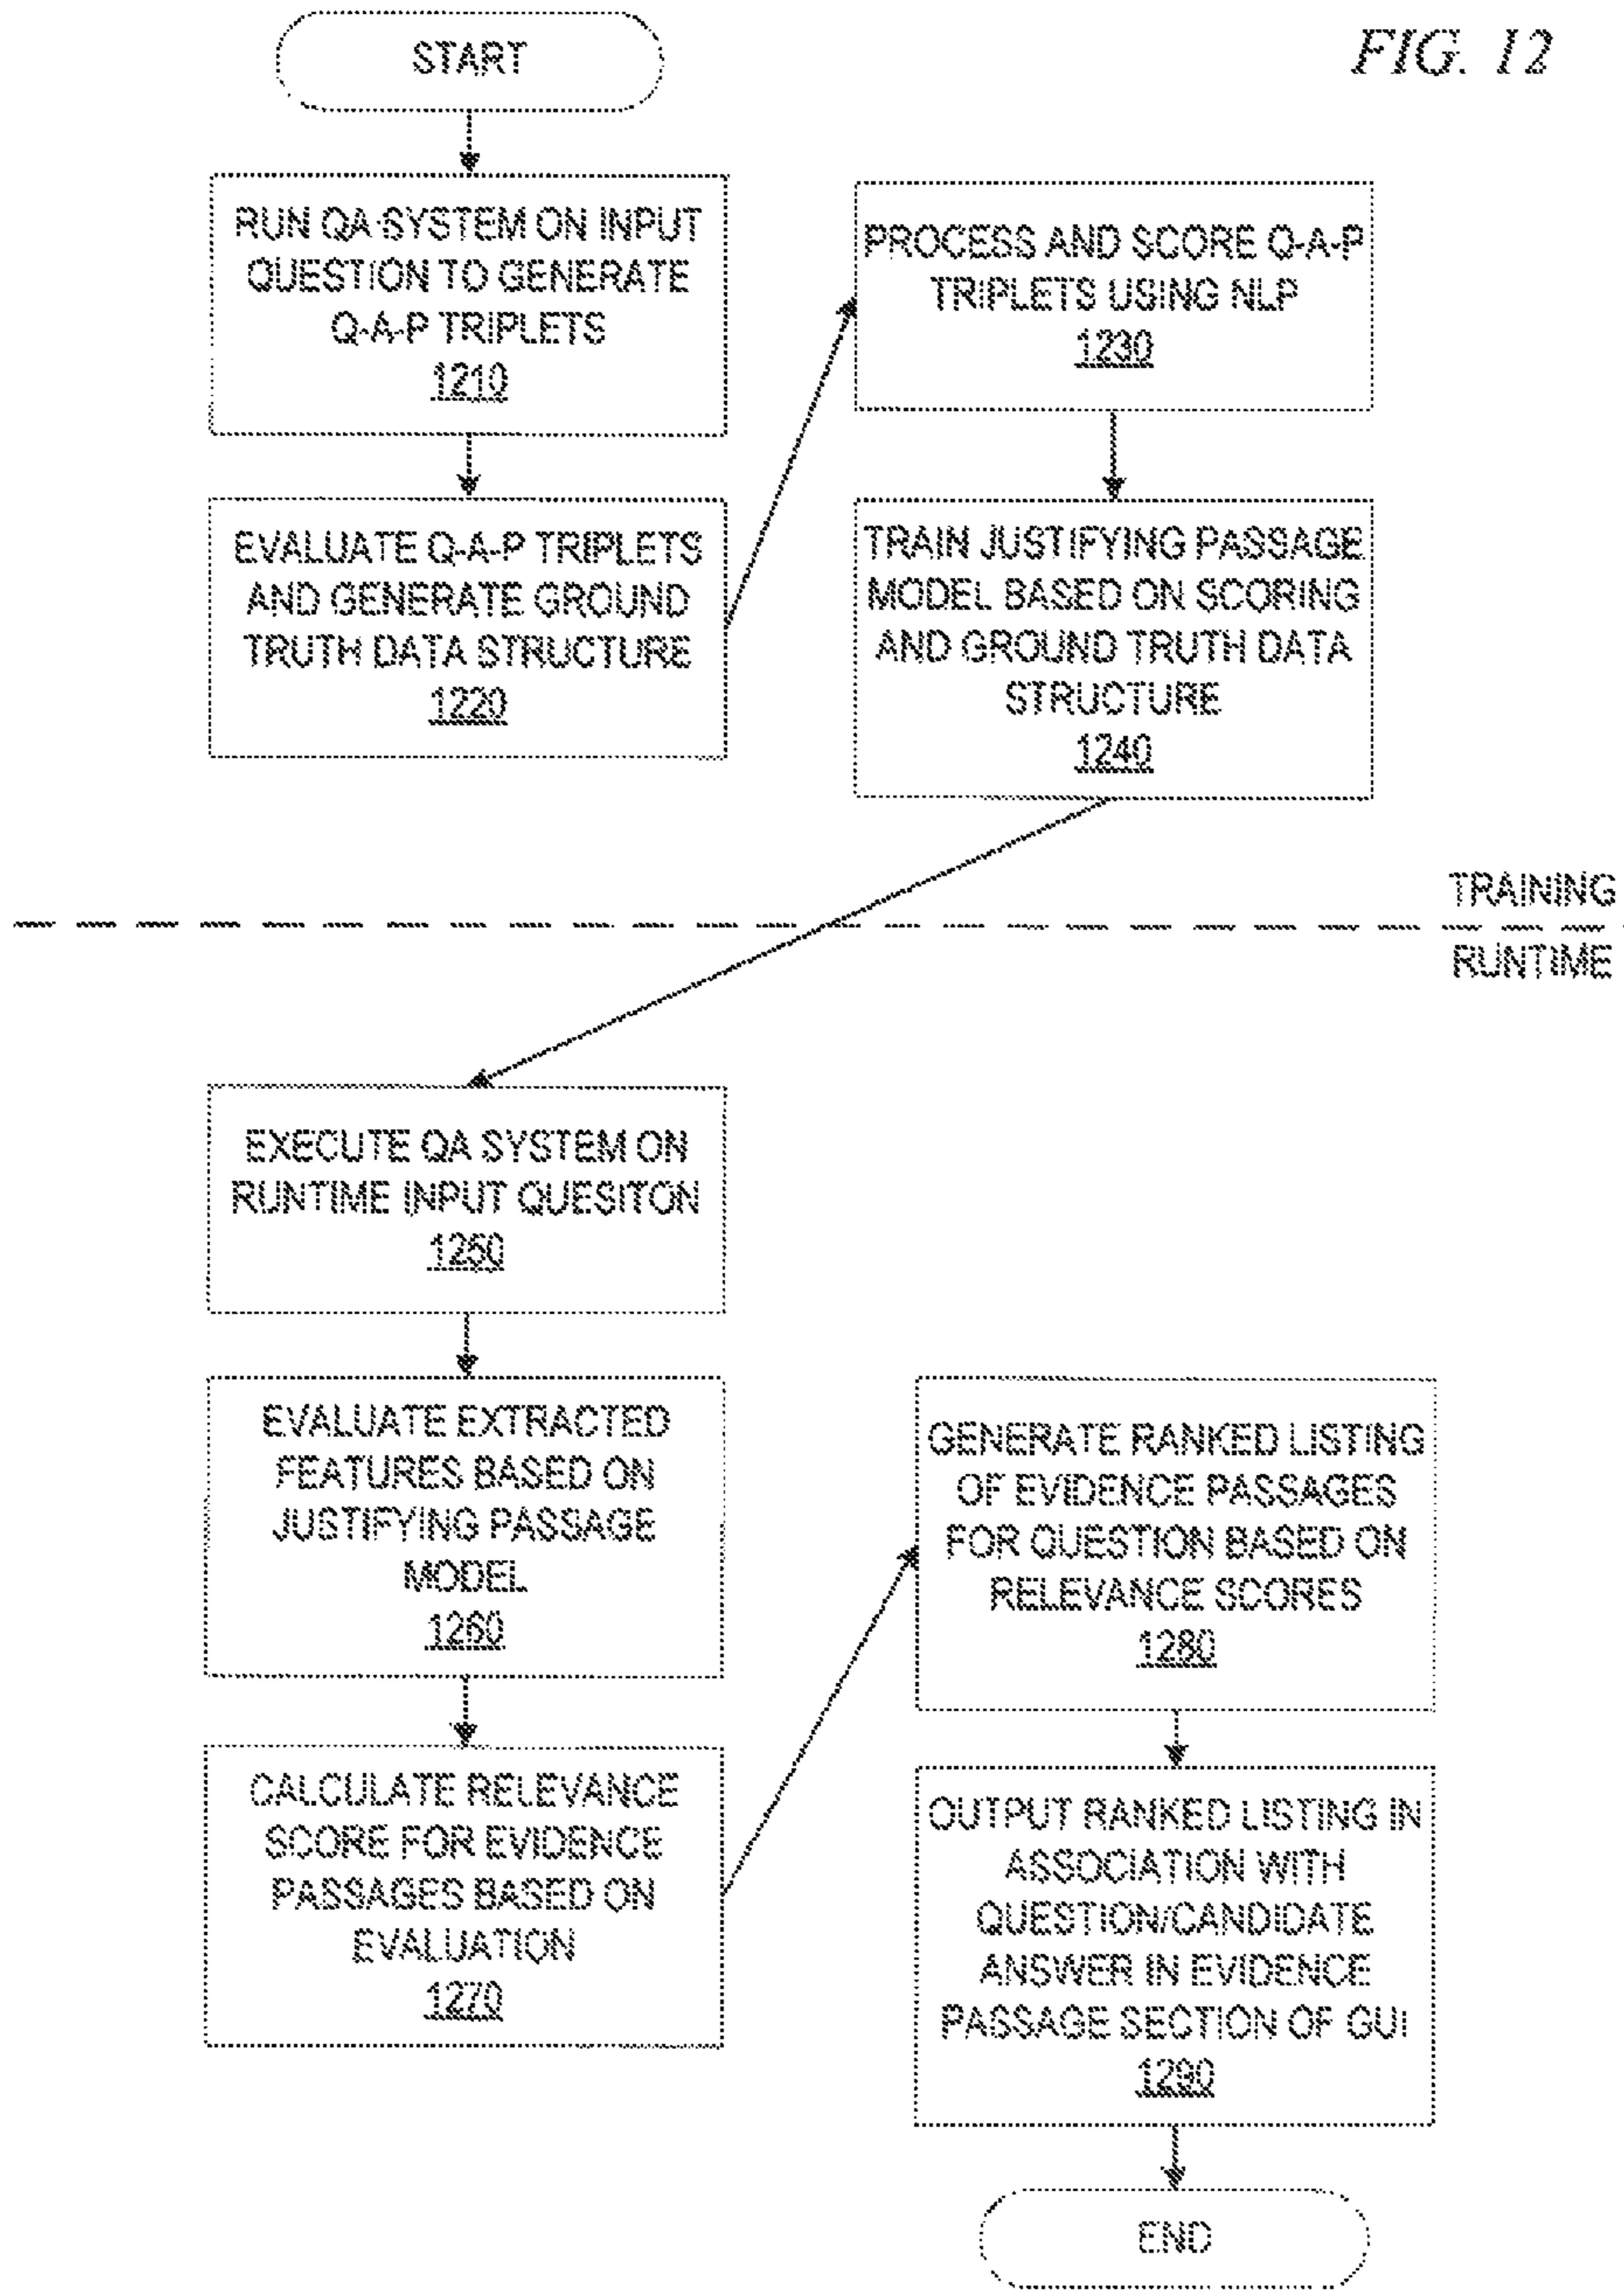 FIG. 12
START
RUN QA SYSTEM ON INPUT
QUESTION TO GENERATE
Q-A-P TRIPLETS
1210
EVALUATE Q-A-P TRIPLETS
AND GENERATE GROUND
TRUTH DATA STRUCTURE
1220
PROCESS AND SCORE Q-A-P
TRIPLETS USING NLP
1230
TRAIN JUSTIFYING PASSAGE
MODEL BASED ON SCORING
AND GROUND TRUTH DATA
STRUCTURE
1240
TRAINING
RUNTIME
EXECUTE QA SYSTEM ON
RUNTIME INPUT QUESITON
1250
EVALUATE EXTRACTED
FEATURES BASED ON
JUSTIFYING PASSAGE
MODEL
1260
CALCULATE RELEVANCE
SCORE FOR EVIDENCE
PASSAGES BASED ON
EVALUATION
1270
GENERATE RANKED LISTING
OF EVIDENCE PASSAGES
FOR QUESTION BASED ON
RELEVANCE SCORES
1280
OUTPUT RANKED LISTING IN
ASSOCIATION WITH
QUESTION/CANDIDATE
ANSWER IN EVIDENCE
PASSAGE SECTION OF GUI
1290
END